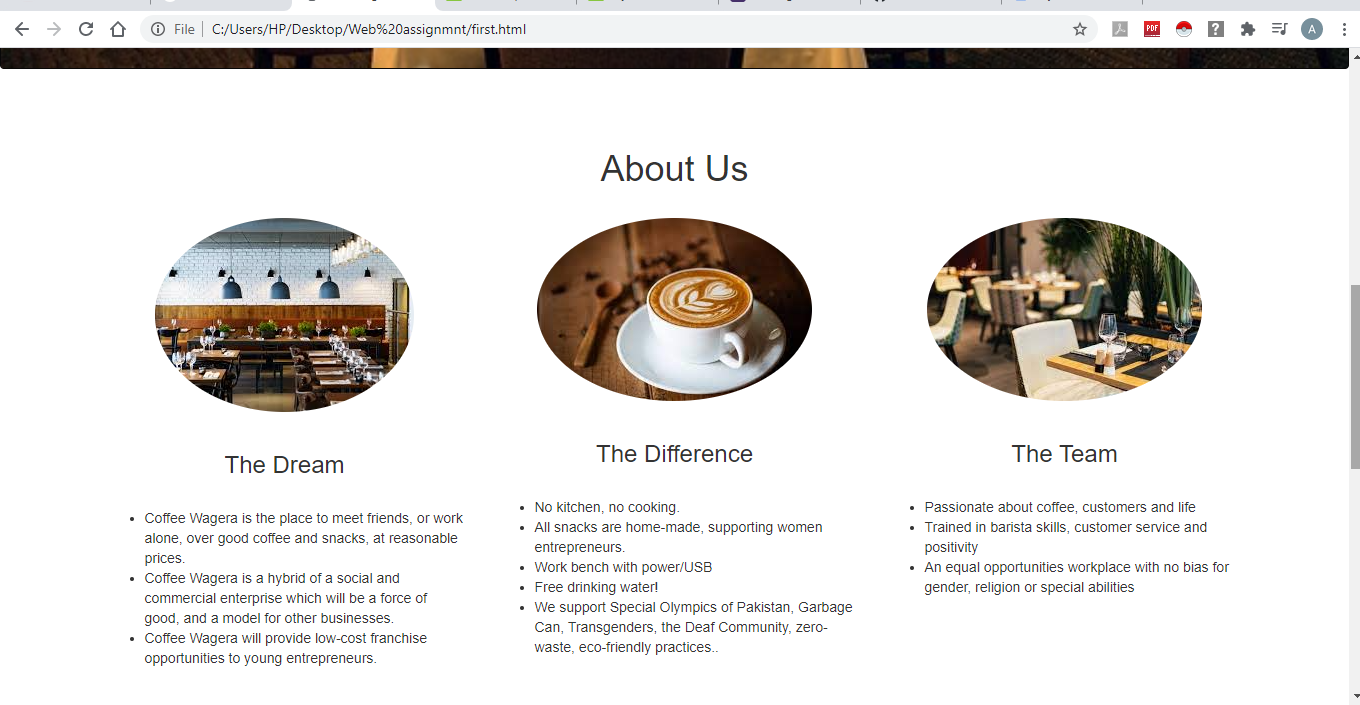 File
C:/Users/HP/Desktop/Web%20assignmnt/first.html
PDF
?
A
About Us
The Dream
Coffee Wagera is the place to meet friends, or work
alone, over good coffee and snacks, at reasonable
prices.
Coffee Wagera is a hybrid of a social and
commercial enterprise which will be a force of
good, and a model for other businesses.
Coffee Wagera will provide low-cost franchise
opportunities to young entrepreneurs.
The Difference
No kitchen, no cooking.
All snacks are home-made, supporting women
entrepreneurs.
Work bench with power/USB
Free drinking water!
We support Special Olympics of Pakistan, Garbage
Can, Transgenders, the Deaf Community, zero-
waste, eco-friendly practices..
The Team
Passionate about coffee, customers and life
Trained in barista skills, customer service and
positivity
An equal opportunities workplace with no bias for
gender, religion or special abilities